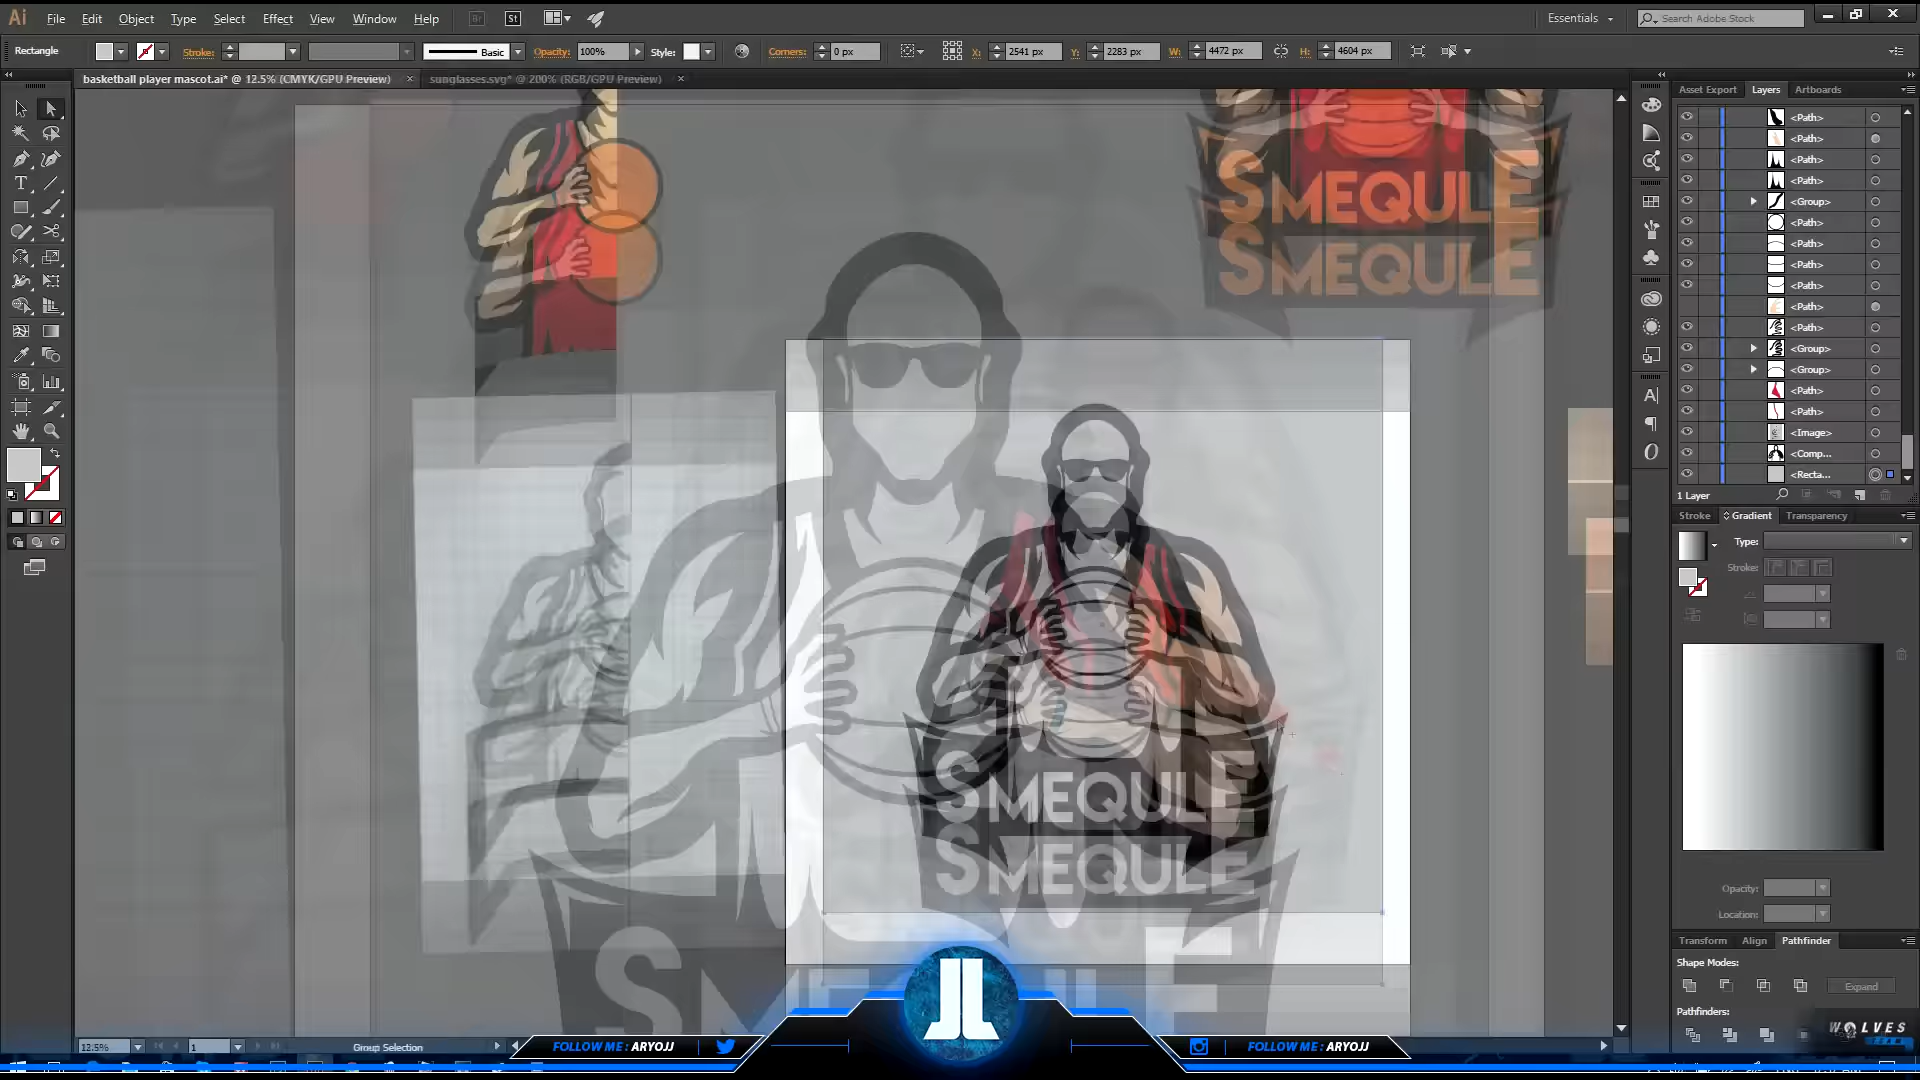 Ai File Edit Object Type Select Effect View Window Help Br St Essentials Search Adobe Stock
Rectangle Stroke: Basic Opacity: 100% Style: Corners: 0 px X: 2541 px Y: 2283 px W: 4472 px H: 4604 px
basketball player mascot.ai* @ 12.5% (CMYK/GPU Preview) × sunglasses.svg* @ 200% (RGB/GPU Preview) ×
Asset Export Layers Artboards
<Path>
<Path>
<Path>
<Path>
<Group>
<Path>
<Path>
<Path>
<Path>
<Path>
<Path>
<Group>
<Group>
<Path>
<Path>
<Image>
<Comp...
<Recta...
1 Layer
Stroke Gradient Transparency
Type:
Stroke:
Opacity:
Location:
Transform Align Pathfinder
Shape Modes:
Expand
Pathfinders:
SMEQULE
SMEQULE
SMEQULE
SMEQULE
WOLVES
12.5% 1 Group Selection
FOLLOW ME : ARYOJJ
FOLLOW ME : ARYOJJ